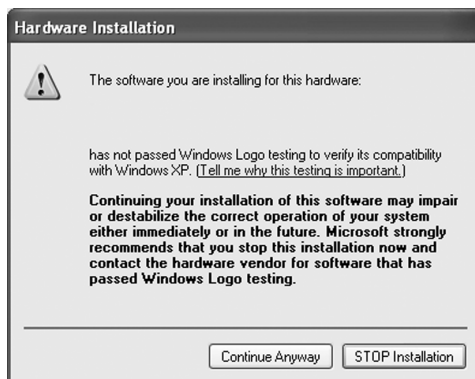 Hardware Installation
The software you are installing for this hardware:
has not passed Windows Logo testing to verify its compatibility
with Windows XP. (Tell me why this testing is important.)
Continuing your installation of this software may impair
or destabilize the correct operation of your system
either immediately or in the future. Microsoft strongly
recommends that you stop this installation now and
contact the hardware vendor for software that has
passed Windows Logo testing.
Continue Anyway STOP Installation